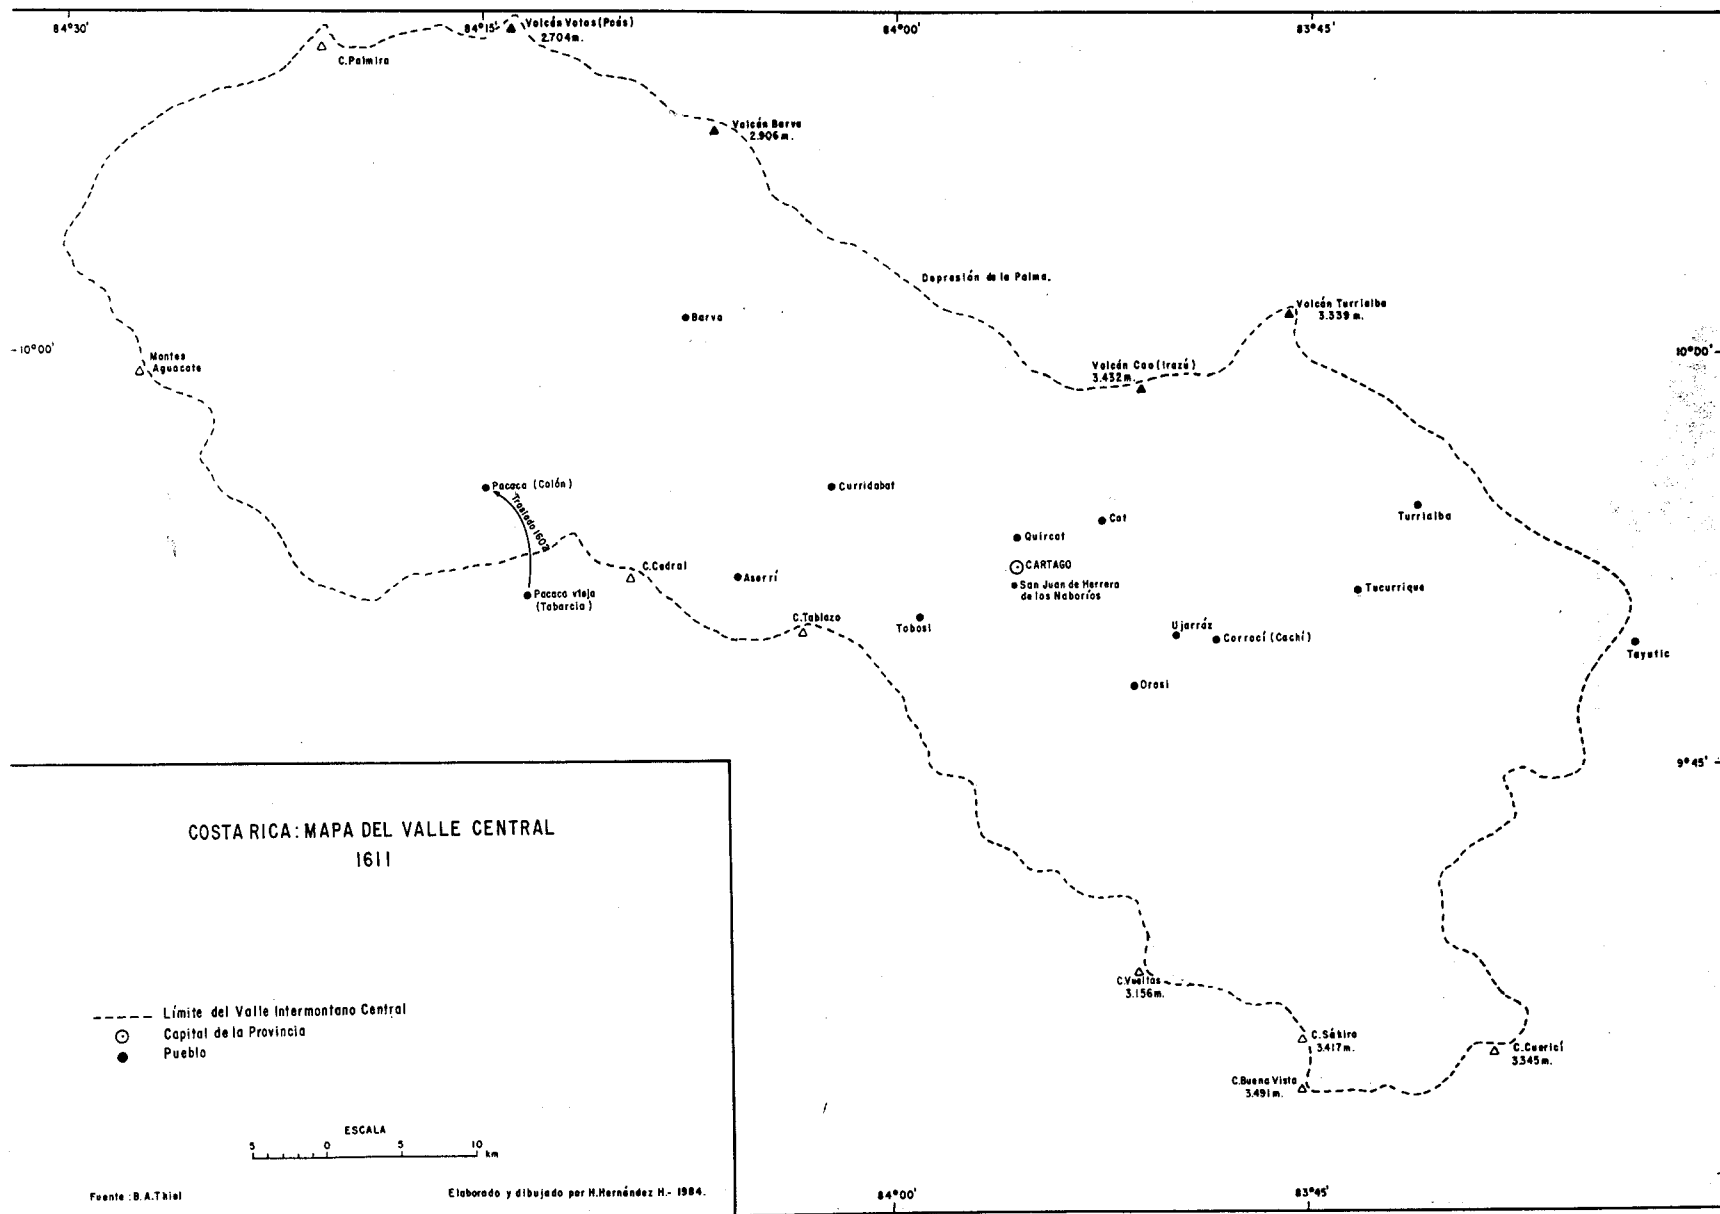 84°30'
84°15'
84°00'
83°45'
Volcán Votos (Poás)
2.704m.
C.Palmira
Volcán Barva
2.906m.
Depresión de la Palma.
Volcán Turrialba
3.339m.
Barva
-10°00'
10°00'-
Montes
Aguacate
Volcán Coo (Irazú)
3.432m.
Pacaca (Colón)
Traslado 1602
Curridabat
Cot
Turrialba
Quircot
CARTAGO
C.Cedral
Aserrí
San Juan de Herrera
de los Naboríos
Tucurrique
Pacaca vieja
(Tabarcia)
C.Tablazo
Tobosi
Ujarráz
Corrocí (Cachí)
Tayutic
Orosi
9°45'-
COSTA RICA: MAPA DEL VALLE CENTRAL
1611
C.Vueltas
3.156m.
Límite del Valle Intermontano Central
Capital de la Provincia
Pueblo
C.Sákira
3.417m.
C.Cuericí
3.345m.
C.Buena Vista
3.491m.
ESCALA
5 0 5 10
km
Fuente: B.A.Thiel
Elaborado y dibujado por H.Hernández H.- 1984.
84°00'
83°45'